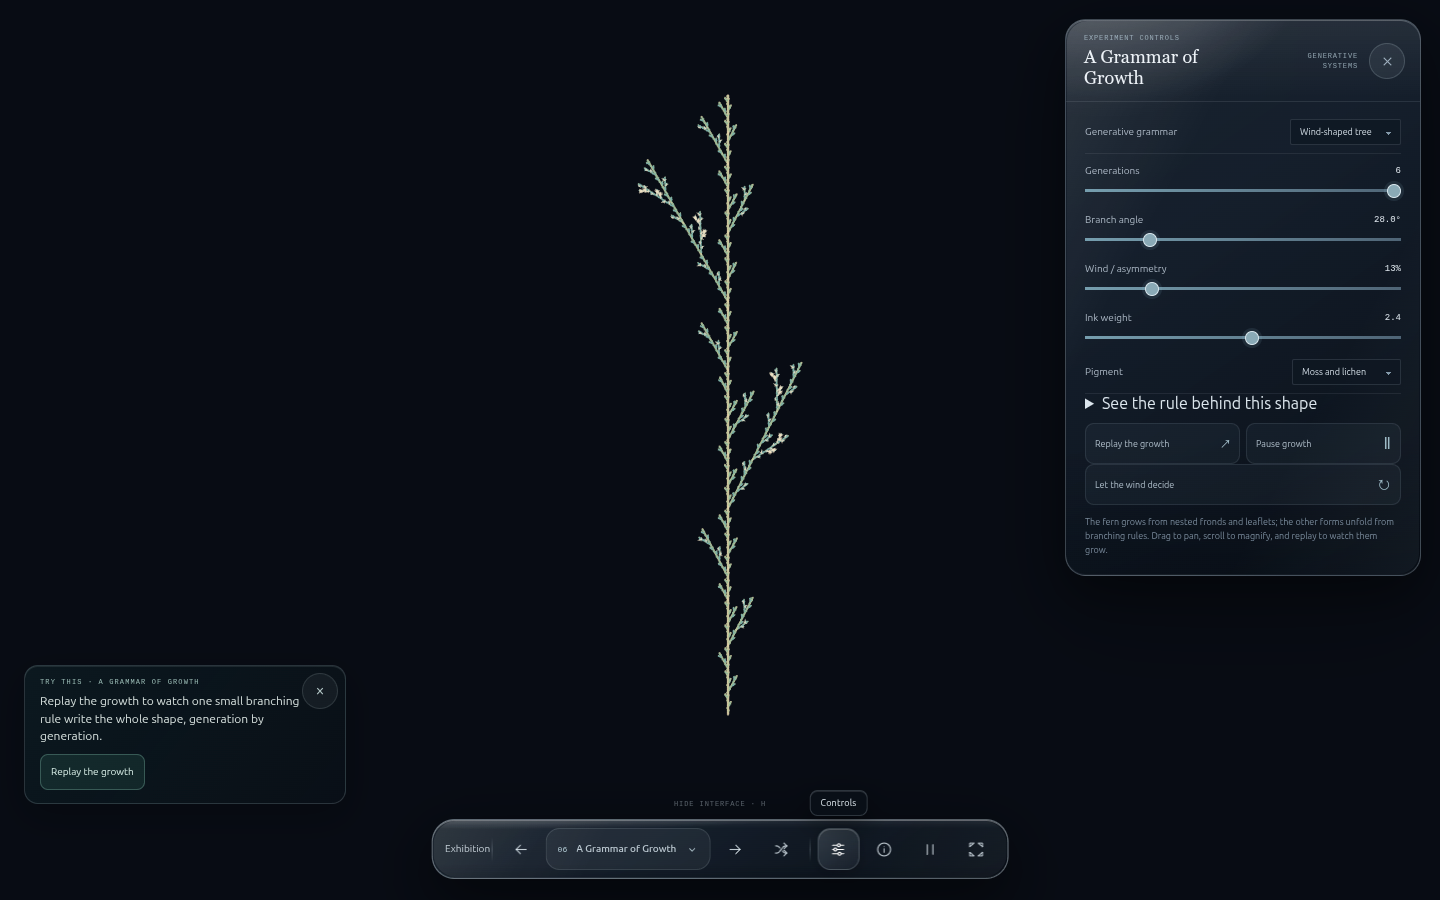 EXPERIMENT CONTROLS
A Grammar of
Growth
GENERATIVE
SYSTEMS
×
Generative grammar
Wind-shaped tree
Generations
6
Branch angle
28.0°
Wind / asymmetry
13%
Ink weight
2.4
Pigment
Moss and lichen
See the rule behind this shape
Replay the growth
Pause growth
Let the wind decide
The fern grows from nested fronds and leaflets; the other forms unfold from
branching rules. Drag to pan, scroll to magnify, and replay to watch them
grow.
TRY THIS · A GRAMMAR OF GROWTH
×
Replay the growth to watch one small branching
rule write the whole shape, generation by
generation.
Replay the growth
HIDE INTERFACE · H
Controls
Exhibition
06 A Grammar of Growth